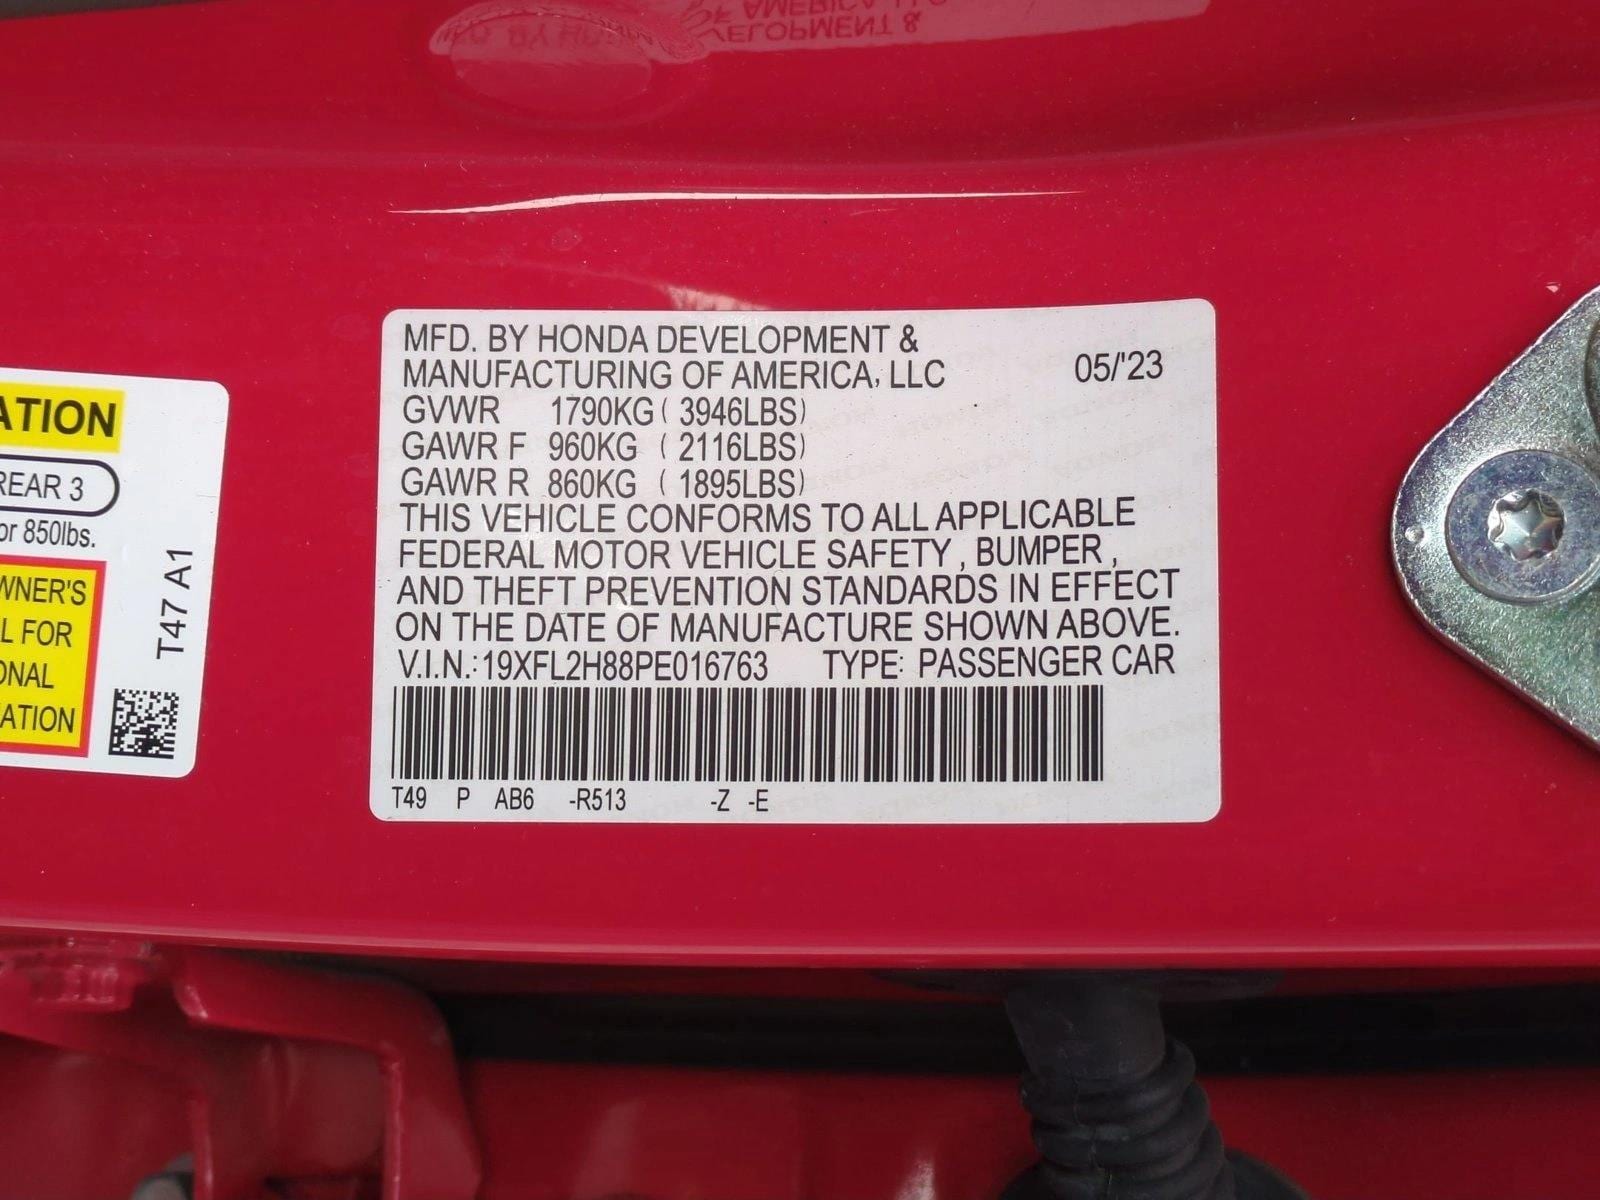 MFD. BY HONDA DEVELOPMENT &
MANUFACTURING OF AMERICA, LLC
05/'23
GVWR 1790KG ( 3946LBS)
GAWR F 960KG ( 2116LBS)
GAWR R 860KG ( 1895LBS)
THIS VEHICLE CONFORMS TO ALL APPLICABLE
FEDERAL MOTOR VEHICLE SAFETY , BUMPER ,
AND THEFT PREVENTION STANDARDS IN EFFECT
ON THE DATE OF MANUFACTURE SHOWN ABOVE.
V.I.N.: 19XFL2H88PE016763 TYPE: PASSENGER CAR
T49 P AB6 -R513 -Z -E
ATION
REAR 3
or 850lbs.
WNER'S
L FOR
ONAL
ATION
T47 A1